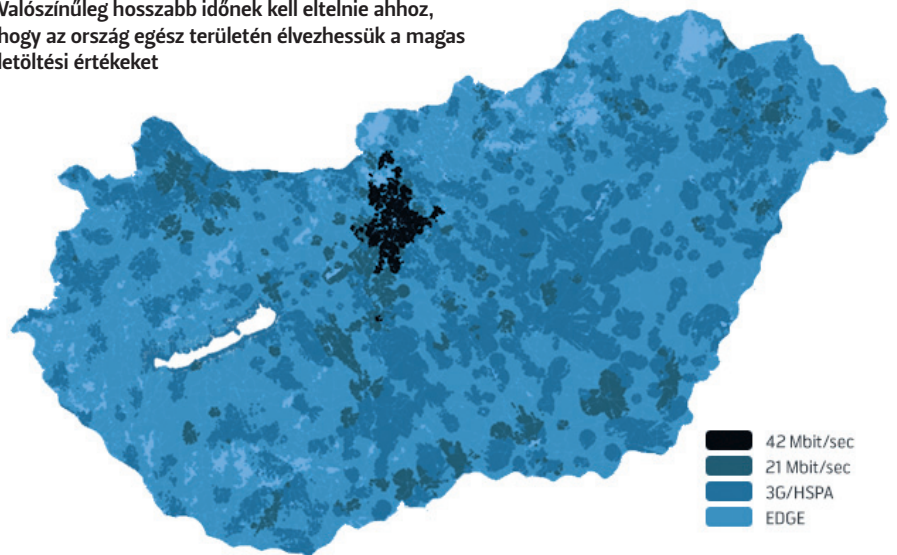 Valószínűleg hosszabb időnek kell eltelnie ahhoz,
hogy az ország egész területén élvezhessük a magas
letöltési értékeket
42 Mbit/sec
21 Mbit/sec
3G/HSPA
EDGE